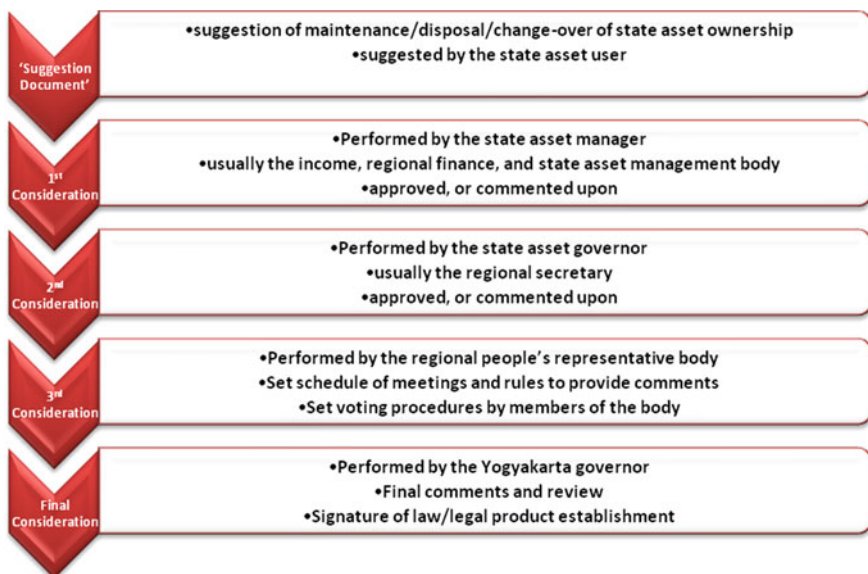 •suggestion of maintenance/disposal/change-over of state asset ownership
•suggested by the state asset user
‘Suggestion
Document’
•Performed by the state asset manager
•usually the income, regional finance, and state asset management body
•approved, or commented upon
1st
Consideration
•Performed by the state asset governor
•usually the regional secretary
•approved, or commented upon
2nd
Consideration
•Performed by the regional people’s representative body
•Set schedule of meetings and rules to provide comments
•Set voting procedures by members of the body
3rd
Consideration
•Performed by the Yogyakarta governor
•Final comments and review
•Signature of law/legal product establishment
Final
Consideration